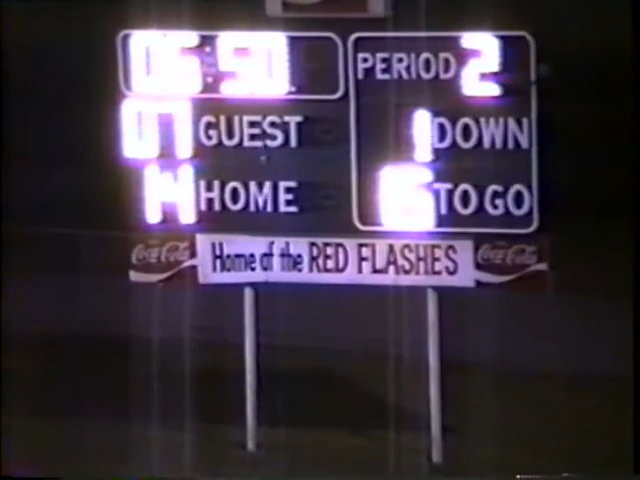 05:50 PERIOD 2
07 GUEST 1 DOWN
14 HOME 6 TO GO
Coca-Cola Home of the RED FLASHES Coca-Cola